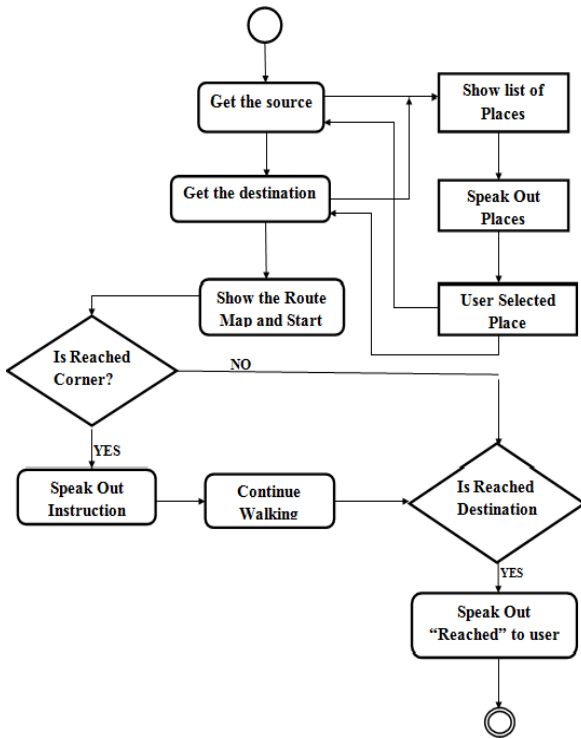 Get the source
Show list of
Places
Get the destination
Speak Out
Places
Show the Route
Map and Start
User Selected
Place
Is Reached
Corner?
NO
YES
Speak Out
Instruction
Continue
Walking
Is Reached
Destination
YES
Speak Out
“Reached” to user